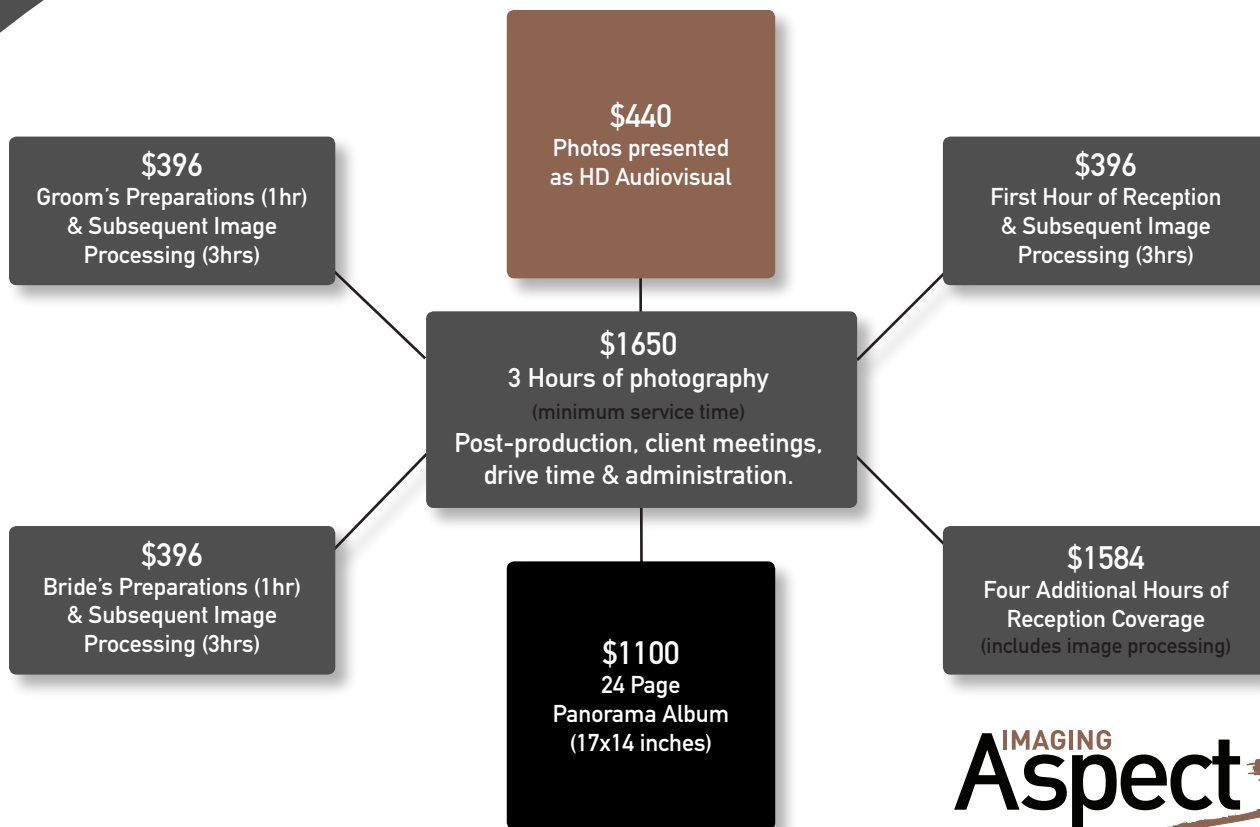 $440
Photos presented
as HD Audiovisual
$396
Groom's Preparations (1hr)
& Subsequent Image
Processing (3hrs)
$396
First Hour of Reception
& Subsequent Image
Processing (3hrs)
$1650
3 Hours of photography
(minimum service time)
Post-production, client meetings,
drive time & administration.
$396
Bride's Preparations (1hr)
& Subsequent Image
Processing (3hrs)
$1584
Four Additional Hours of
Reception Coverage
(includes image processing)
$1100
24 Page
Panorama Album
(17x14 inches)
IMAGING
Aspect